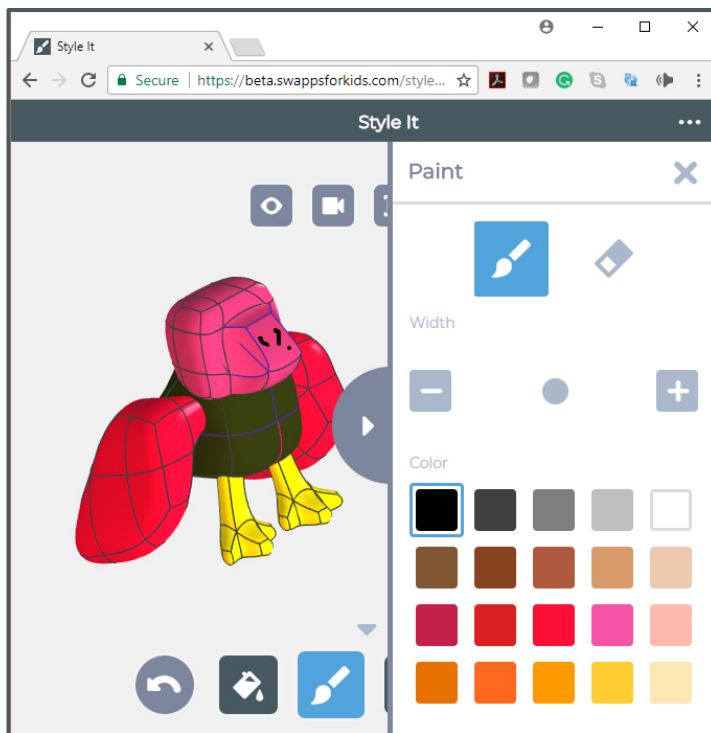 Style It
Secure | https://beta.swappsforkids.com/style...
Style It
Paint
Width
Color